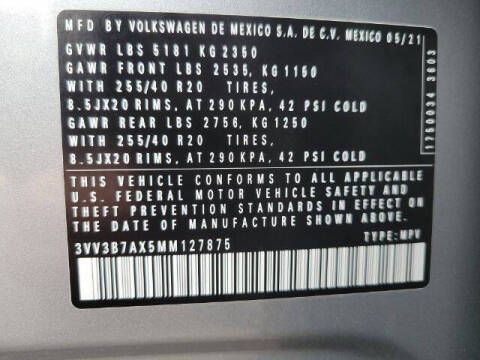 MFD BY VOLKSWAGEN DE MEXICO S.A. DE C.V. MEXICO 05/21
GVWR LBS 5181 KG 2350
GAWR FRONT LBS 2535, KG 1150
WITH 255/40 R20 TIRES,
8.5JX20 RIMS, AT 290 KPA, 42 PSI COLD
GAWR REAR LBS 2756, KG 1250
WITH 255/40 R20 TIRES,
8.5JX20 RIMS, AT 290 KPA, 42 PSI COLD
THIS VEHICLE CONFORMS TO ALL APPLICABLE
U.S. FEDERAL MOTOR VEHICLE SAFETY AND
THEFT PREVENTION STANDARDS IN EFFECT ON
THE DATE OF MANUFACTURE SHOWN ABOVE
3VV3B7AX5MM127875 TYPE: MPV
1750034 3603